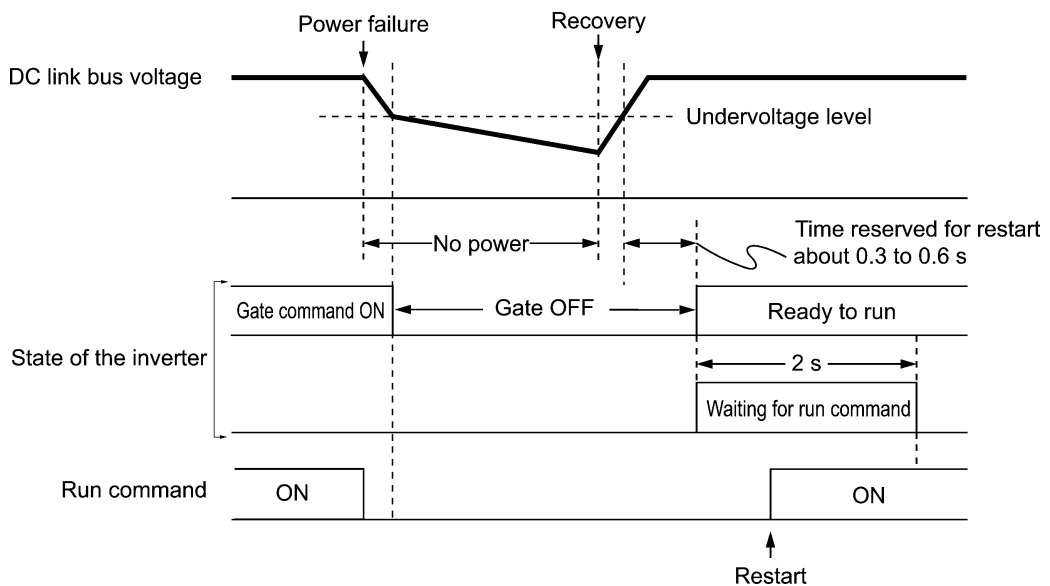 Power failure
Recovery
DC link bus voltage
Undervoltage level
No power
Time reserved for restart
about 0.3 to 0.6 s
Gate command ON
Gate OFF
Ready to run
State of the inverter
2 s
Waiting for run command
Run command
ON
ON
Restart